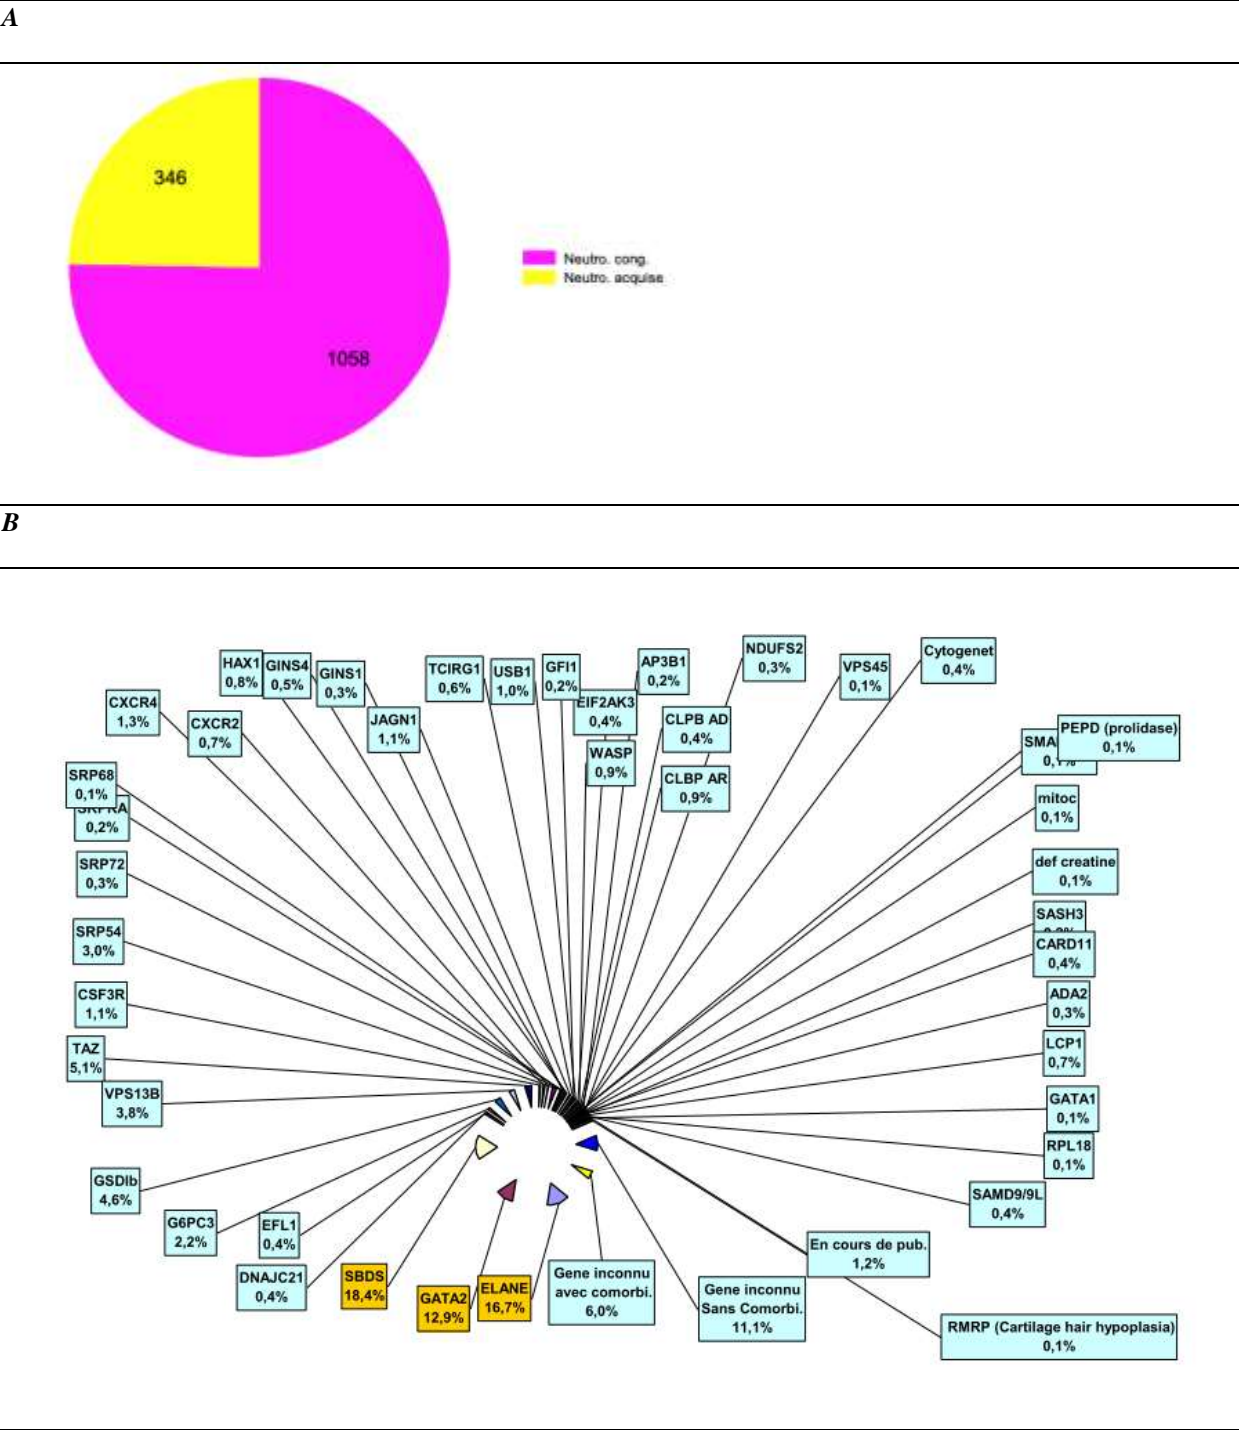 A
346
1058
Neutro. cong.
Neutro. acquise
B
HAX1
0,8%
GINS4
0,5%
GINS1
0,3%
TCIRG1
0,6%
USB1
1,0%
GFI1
0,2%
AP3B1
0,2%
NDUFS2
0,3%
VPS45
0,1%
Cytogenet
0,4%
CXCR4
1,3%
CXCR2
0,7%
JAGN1
1,1%
EIF2AK3
0,4%
CLPB AD
0,4%
WASP
0,9%
CLBP AR
0,9%
PEPD (prolidase)
0,1%
SMA
SRP68
0,1%
0,2%
mitoc
0,1%
SRP72
0,3%
def creatine
0,1%
SASH3
SRP54
3,0%
CARD11
0,4%
CSF3R
1,1%
ADA2
0,3%
TAZ
5,1%
LCP1
0,7%
VPS13B
3,8%
GATA1
0,1%
RPL18
0,1%
GSDIb
4,6%
SAMD9/9L
0,4%
G6PC3
2,2%
EFL1
0,4%
En cours de pub.
1,2%
DNAJC21
0,4%
SBDS
18,4%
GATA2
12,9%
ELANE
16,7%
Gene inconnu
avec comorbi.
6,0%
Gene inconnu
Sans Comorbi.
11,1%
RMRP (Cartilage hair hypoplasia)
0,1%